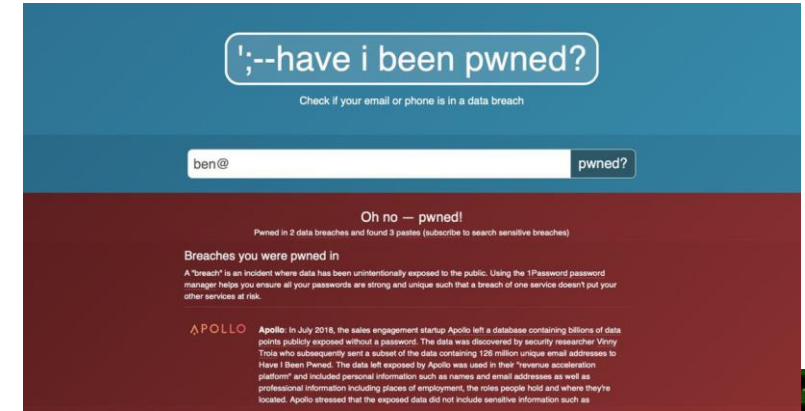 ';--have i been pwned?
Check if your email or phone is in a data breach
ben@
pwned?
Oh no — pwned!
Pwned in 2 data breaches and found 3 pastes (subscribe to search sensitive breaches)
Breaches you were pwned in
A "breach" is an incident where data has been unintentionally exposed to the public. Using the 1Password password
manager helps you ensure all your passwords are strong and unique such that a breach of one service doesn't put your
other services at risk.
APOLLO
Apollo: In July 2018, the sales engagement startup Apollo left a database containing billions of data
points publicly exposed without a password. The data was discovered by security researcher Vinny
Troia who subsequently sent a subset of the data containing 126 million unique email addresses to
Have I Been Pwned. The data left exposed by Apollo was used in their "revenue acceleration
platform" and included personal information such as names and email addresses as well as
professional information including places of employment, the roles people hold and where they're
located. Apollo stressed that the exposed data did not include sensitive information such as